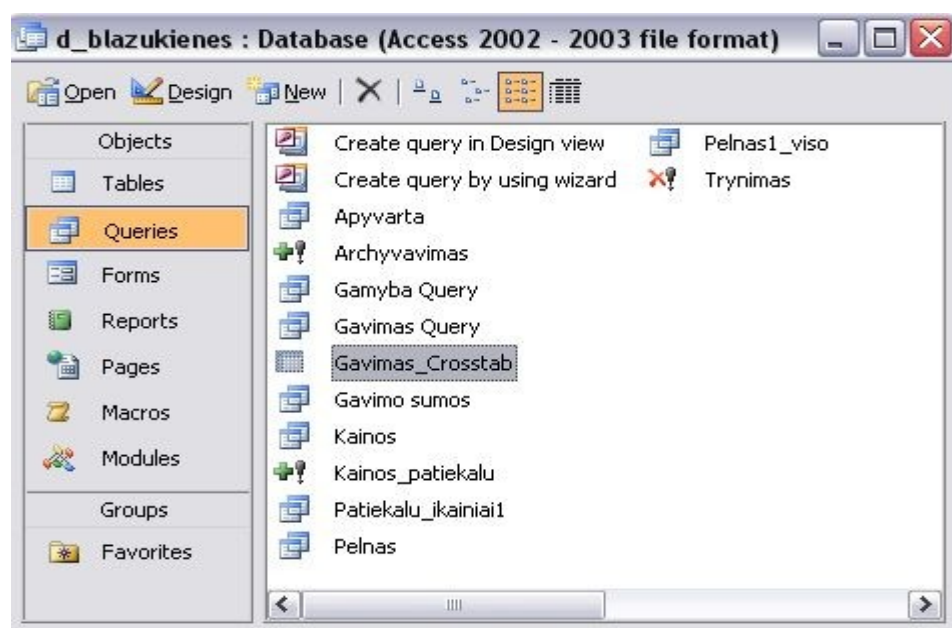 d_blazukienes : Database (Access 2002 - 2003 file format)
Open Design New
Objects
Tables
Queries
Forms
Reports
Pages
Macros
Modules
Groups
Favorites
Create query in Design view
Create query by using wizard
Apyvarta
Archyvavimas
Gamyba Query
Gavimas Query
Gavimas_Crosstab
Gavimo sumos
Kainos
Kainos_patiekalu
Patiekalu_ikainiai1
Pelnas
Pelnas1_viso
Trynimas